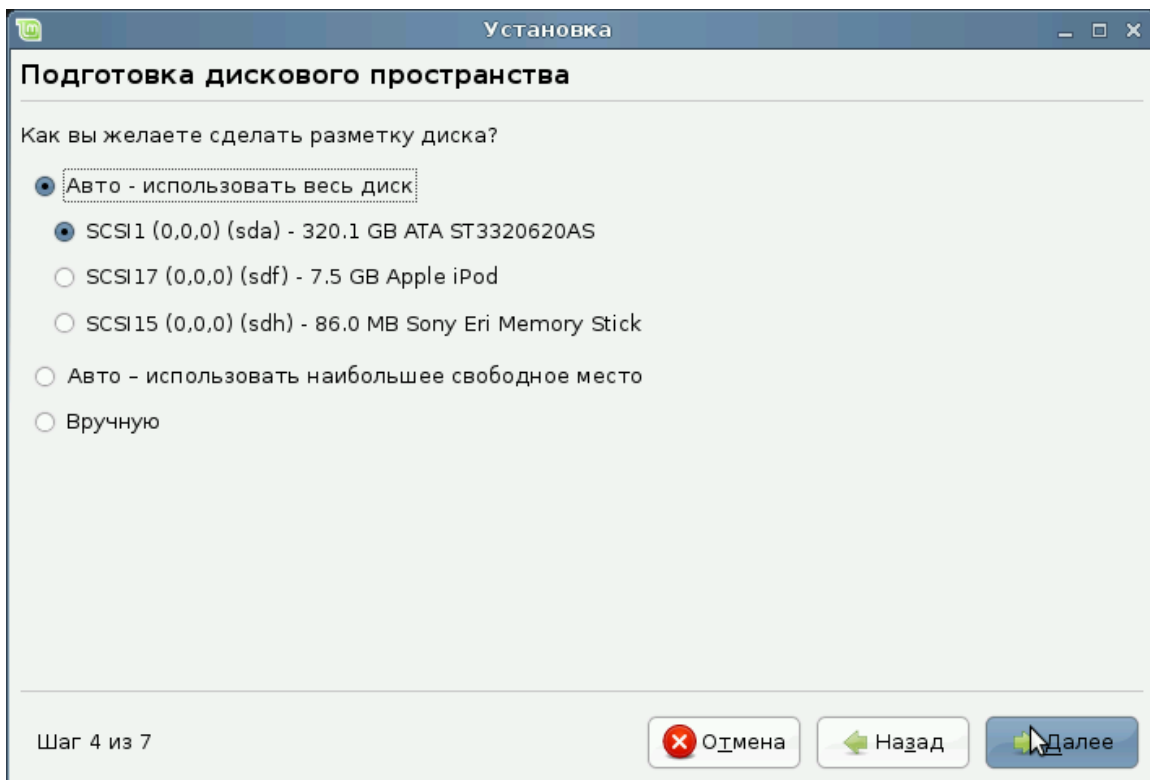 Установка
Подготовка дискового пространства
Как вы желаете сделать разметку диска?
Авто - использовать весь диск
SCSI1 (0,0,0) (sda) - 320.1 GB ATA ST3320620AS
SCSI17 (0,0,0) (sdf) - 7.5 GB Apple iPod
SCSI15 (0,0,0) (sdh) - 86.0 MB Sony Eri Memory Stick
Авто – использовать наибольшее свободное место
Вручную
Шаг 4 из 7
Отмена
Назад
Далее